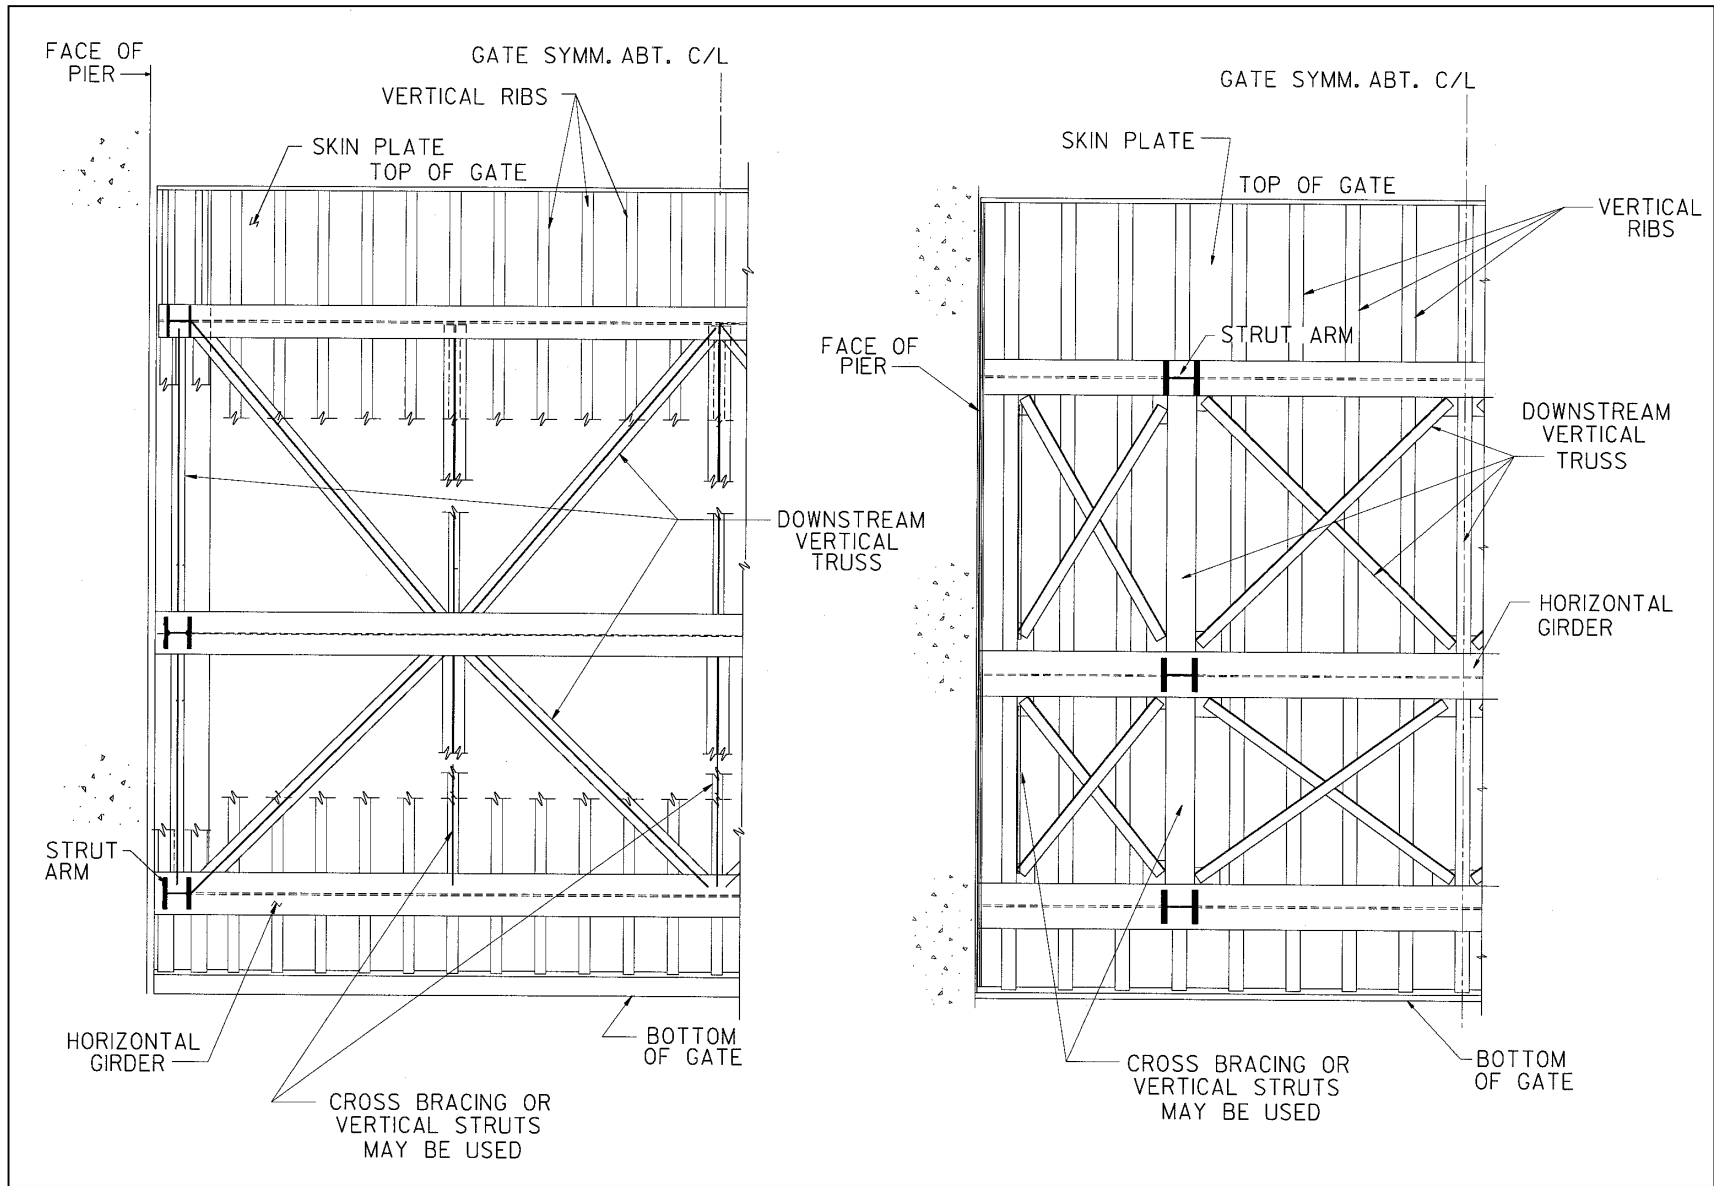 FACE OF
PIER
GATE SYMM. ABT. C/L
VERTICAL RIBS
SKIN PLATE
TOP OF GATE
DOWNSTREAM
VERTICAL
TRUSS
STRUT
ARM
HORIZONTAL
GIRDER
BOTTOM
OF GATE
CROSS BRACING OR
VERTICAL STRUTS
MAY BE USED
GATE SYMM. ABT. C/L
SKIN PLATE
TOP OF GATE
VERTICAL
RIBS
STRUT ARM
FACE OF
PIER
DOWNSTREAM
VERTICAL
TRUSS
HORIZONTAL
GIRDER
BOTTOM
OF GATE
CROSS BRACING OR
VERTICAL STRUTS
MAY BE USED